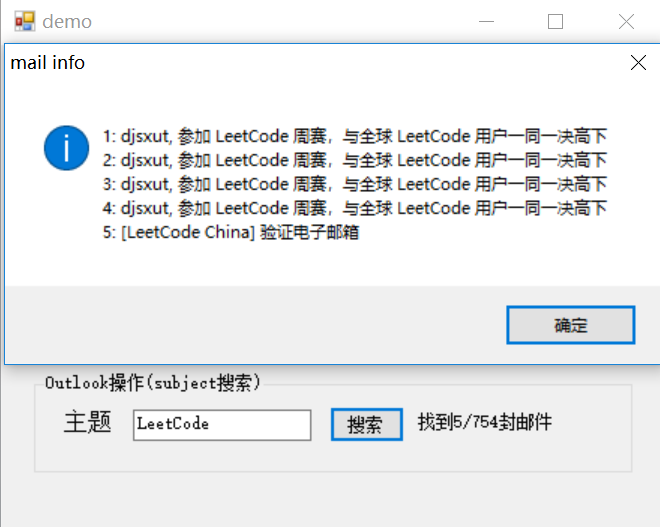 demo
mail info
1: djsxut, 参加 LeetCode 周赛，与全球 LeetCode 用户一同一决高下
2: djsxut, 参加 LeetCode 周赛，与全球 LeetCode 用户一同一决高下
3: djsxut, 参加 LeetCode 周赛，与全球 LeetCode 用户一同一决高下
4: djsxut, 参加 LeetCode 周赛，与全球 LeetCode 用户一同一决高下
5: [LeetCode China] 验证电子邮箱
确定
Outlook操作(subject搜索)
主题 LeetCode 搜索 找到5/754封邮件